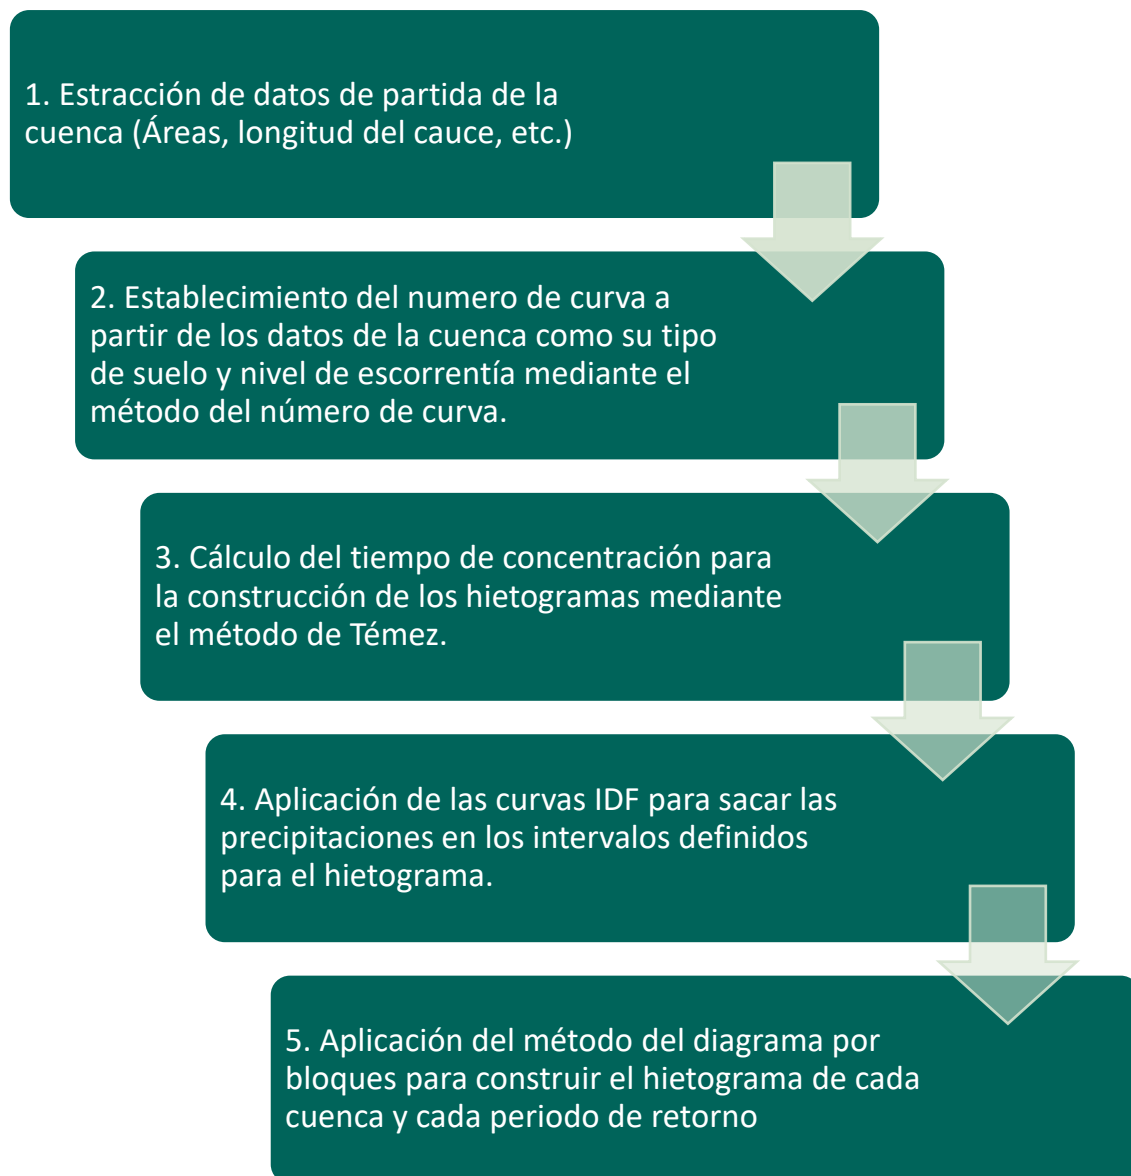 1. Estracción de datos de partida de la
cuenca (Áreas, longitud del cauce, etc.)
2. Establecimiento del numero de curva a
partir de los datos de la cuenca como su tipo
de suelo y nivel de escorrentía mediante el
método del número de curva.
3. Cálculo del tiempo de concentración para
la construcción de los hietogramas mediante
el método de Témez.
4. Aplicación de las curvas IDF para sacar las
precipitaciones en los intervalos definidos
para el hietograma.
5. Aplicación del método del diagrama por
bloques para construir el hietograma de cada
cuenca y cada periodo de retorno